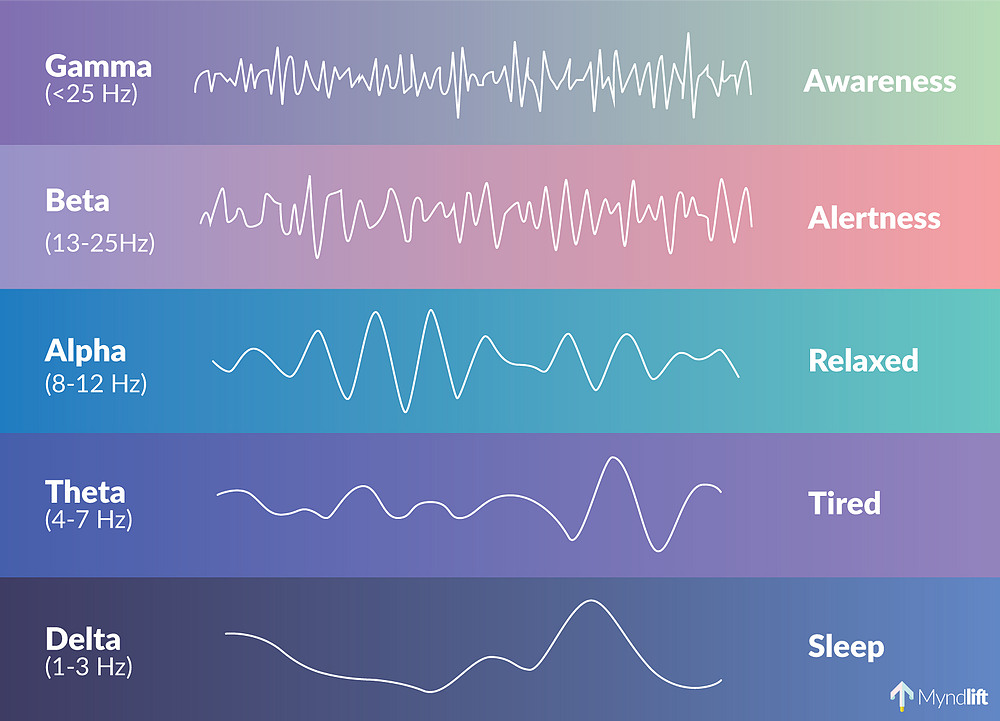 Gamma
(<25 Hz)
Awareness
Beta
(13-25Hz)
Alertness
Alpha
(8-12 Hz)
Relaxed
Theta
(4-7 Hz)
Tired
Delta
(1-3 Hz)
Sleep
Myndlift